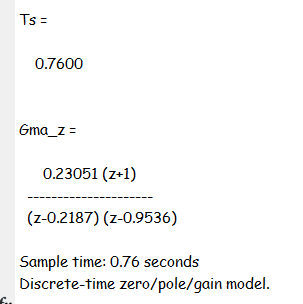 Ts =
0.7600
Gma_z =
0.23051 (z+1)
---------------------
(z-0.2187) (z-0.9536)
Sample time: 0.76 seconds
Discrete-time zero/pole/gain model.